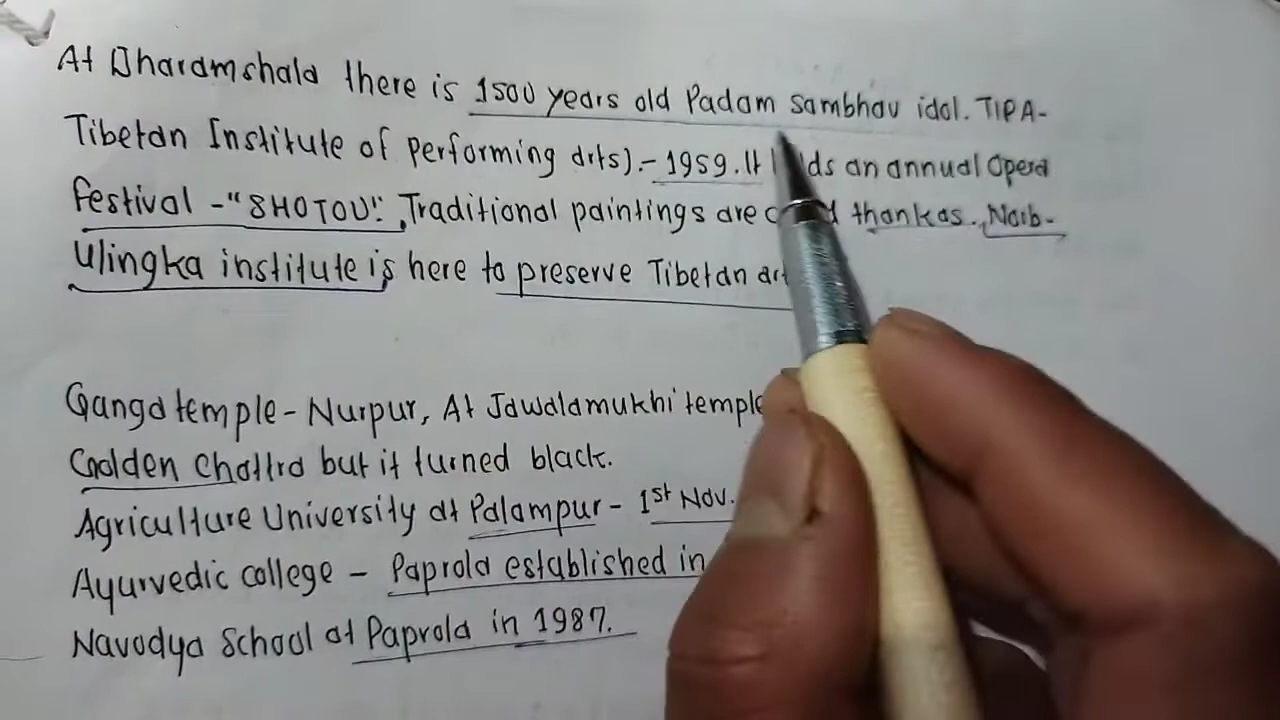 At Dharamshala there is 1500 years old Padam Sambhav idol. TIPA-
Tibetan Institute of Performing arts).- 1959. It an annual Opera
festival -"SHOTOU". Traditional paintings are thankas. Norb-
Ulingka institute is here to preserve Tibetan
Ganga temple - Nurpur, At Jawalamukhi temple
Golden Chattra but it turned black.
Agriculture University at Palampur - 1st Nov.
Ayurvedic college - Paprola established in
Navodya School at Paprola in 1987.